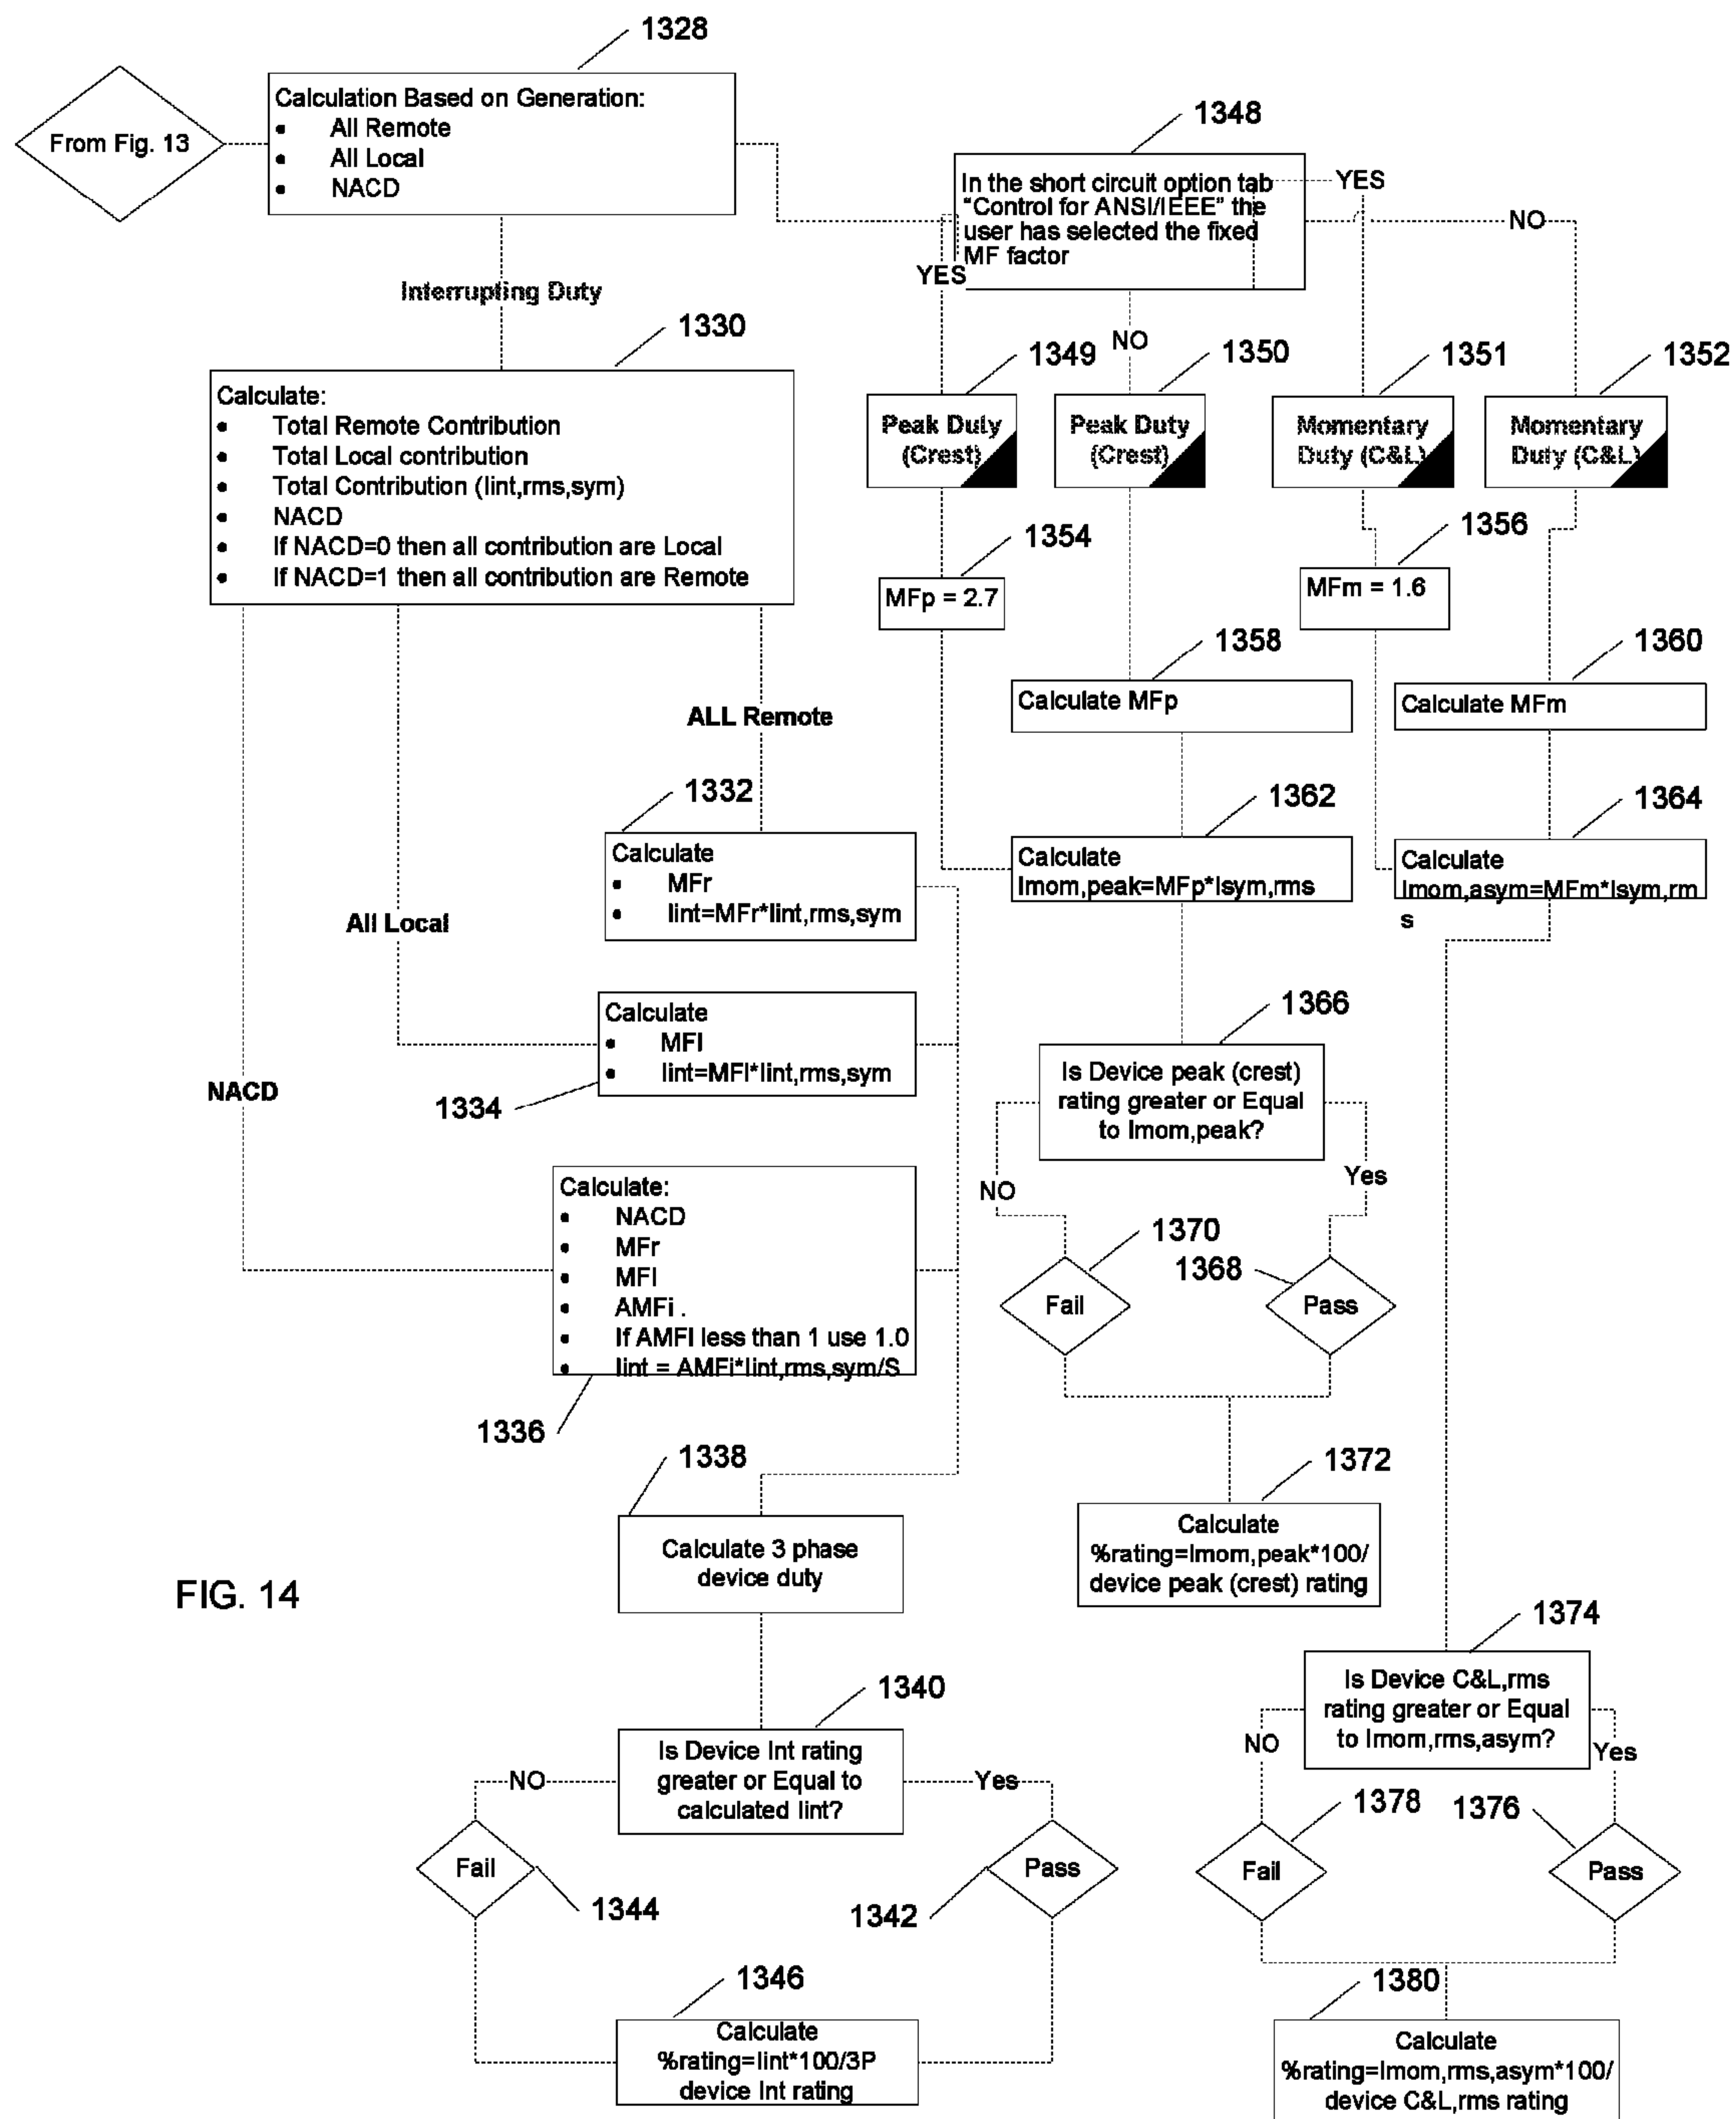 1328
From Fig. 13
Calculation Based on Generation:
• All Remote
• All Local
• NACD
1348
In the short circuit option tab
“Control for ANSI/IEEE” the
user has selected the fixed
MF factor
YES
NO
YES
NO
Interrupting Duty
1330
Calculate:
• Total Remote Contribution
• Total Local contribution
• Total Contribution (Iint,rms,sym)
• NACD
• If NACD=0 then all contribution are Local
• If NACD=1 then all contribution are Remote
1349
Peak Duty
(Crest)
1350
Peak Duty
(Crest)
1351
Momentary
Duty (C&L)
1352
Momentary
Duty (C&L)
1354
MFp = 2.7
1356
MFm = 1.6
1358
Calculate MFp
1360
Calculate MFm
ALL Remote
1332
Calculate
• MFr
• Iint=MFr*Iint,rms,sym
1362
Calculate
Imom,peak=MFp*Isym,rms
1364
Calculate
Imom,asym=MFm*Isym,rm
s
All Local
Calculate
• MFl
• Iint=MFl*Iint,rms,sym
1334
NACD
1366
Is Device peak (crest)
rating greater or Equal
to Imom,peak?
NO
Yes
1370
Fail
1368
Pass
Calculate:
• NACD
• MFr
• MFl
• AMFi .
• If AMFI less than 1 use 1.0
• Iint = AMFi*Iint,rms,sym/S
1336
1338
Calculate 3 phase
device duty
1372
Calculate
%rating=Imom,peak*100/
device peak (crest) rating
FIG. 14
1374
Is Device C&L,rms
rating greater or Equal
to Imom,rms,asym?
NO
Yes
1340
Is Device Int rating
greater or Equal to
calculated Iint?
NO
Yes
Fail
1344
Pass
1342
1378
Fail
1376
Pass
1346
Calculate
%rating=Iint*100/3P
device Int rating
1380
Calculate
%rating=Imom,rms,asym*100/
device C&L,rms rating